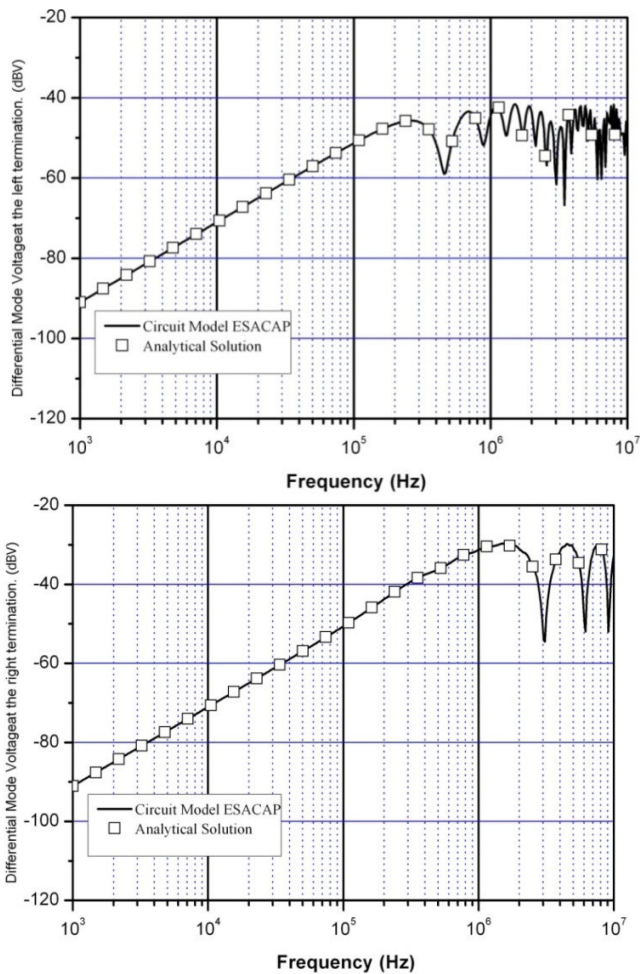 Differential Mode Voltageat the left termination. (dBV)
-20
-40
-60
-80
-100
-120
Circuit Model ESACAP
Analytical Solution
10³ 10⁴ 10⁵ 10⁶ 10⁷
Frequency (Hz)
Differential Mode Voltageat the right termination. (dBV)
-20
-40
-60
-80
-100
-120
Circuit Model ESACAP
Analytical Solution
10³ 10⁴ 10⁵ 10⁶ 10⁷
Frequency (Hz)